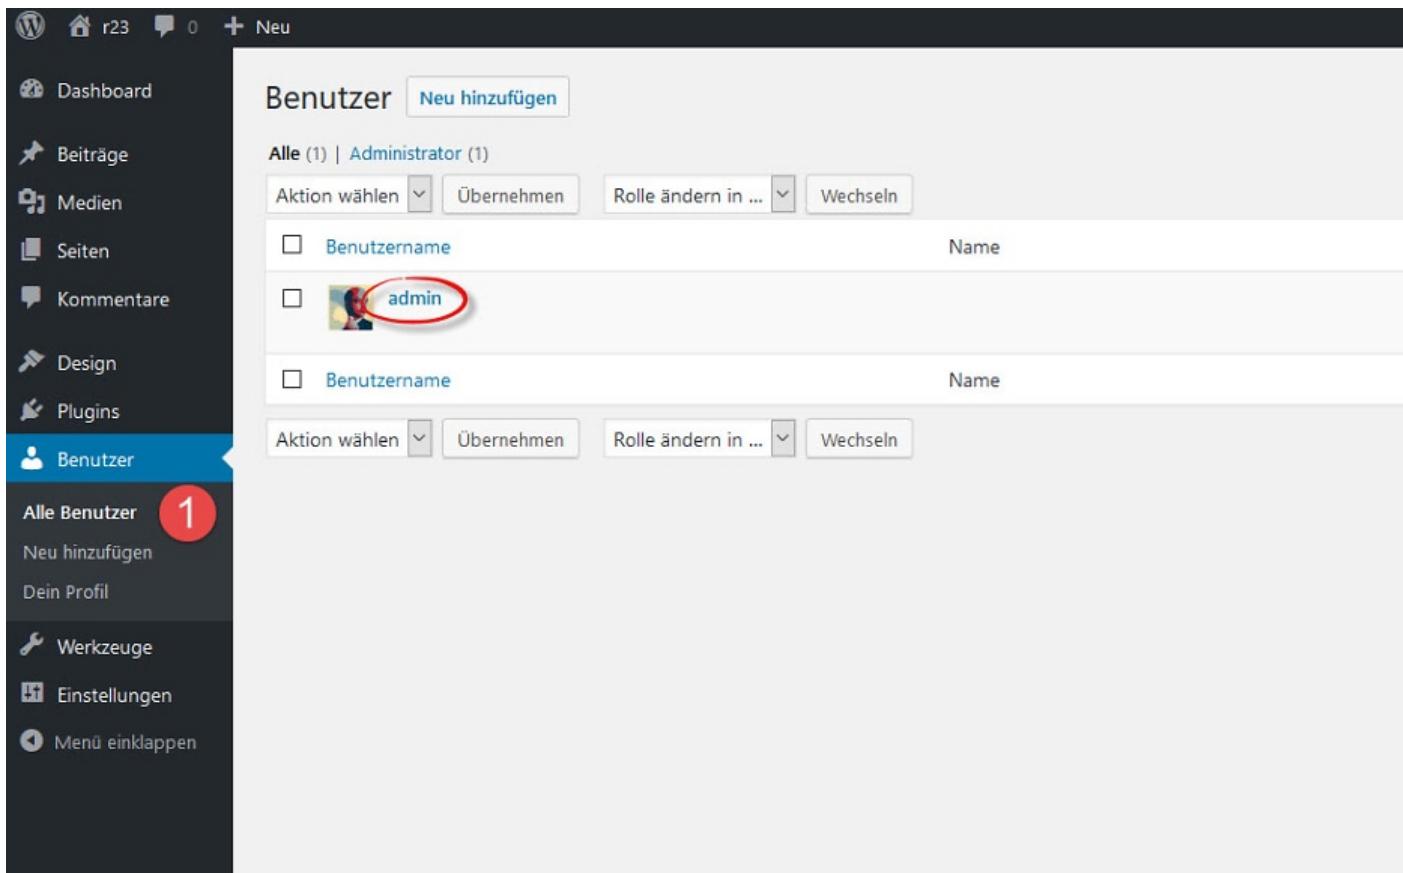 r23 0 Neu
Dashboard
Beiträge
Medien
Seiten
Kommentare
Design
Plugins
Benutzer
Alle Benutzer 1
Neu hinzufügen
Dein Profil
Werkzeuge
Einstellungen
Menü einklappen
Benutzer Neu hinzufügen
Alle (1) | Administrator (1)
Aktion wählen Übernehmen Rolle ändern in ... Wechseln
Benutzername Name
admin
Benutzername Name
Aktion wählen Übernehmen Rolle ändern in ... Wechseln